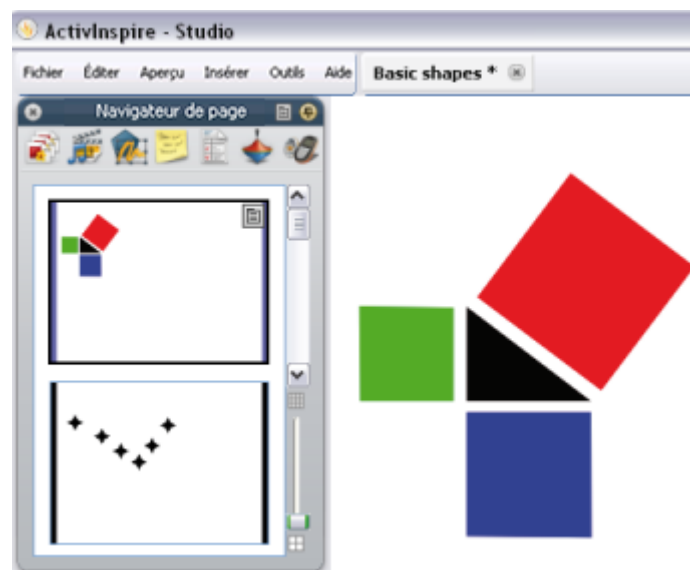 ActivInspire - Studio
Fichier Éditer Aperçu Insérer Outils Aide Basic shapes *
Navigateur de page